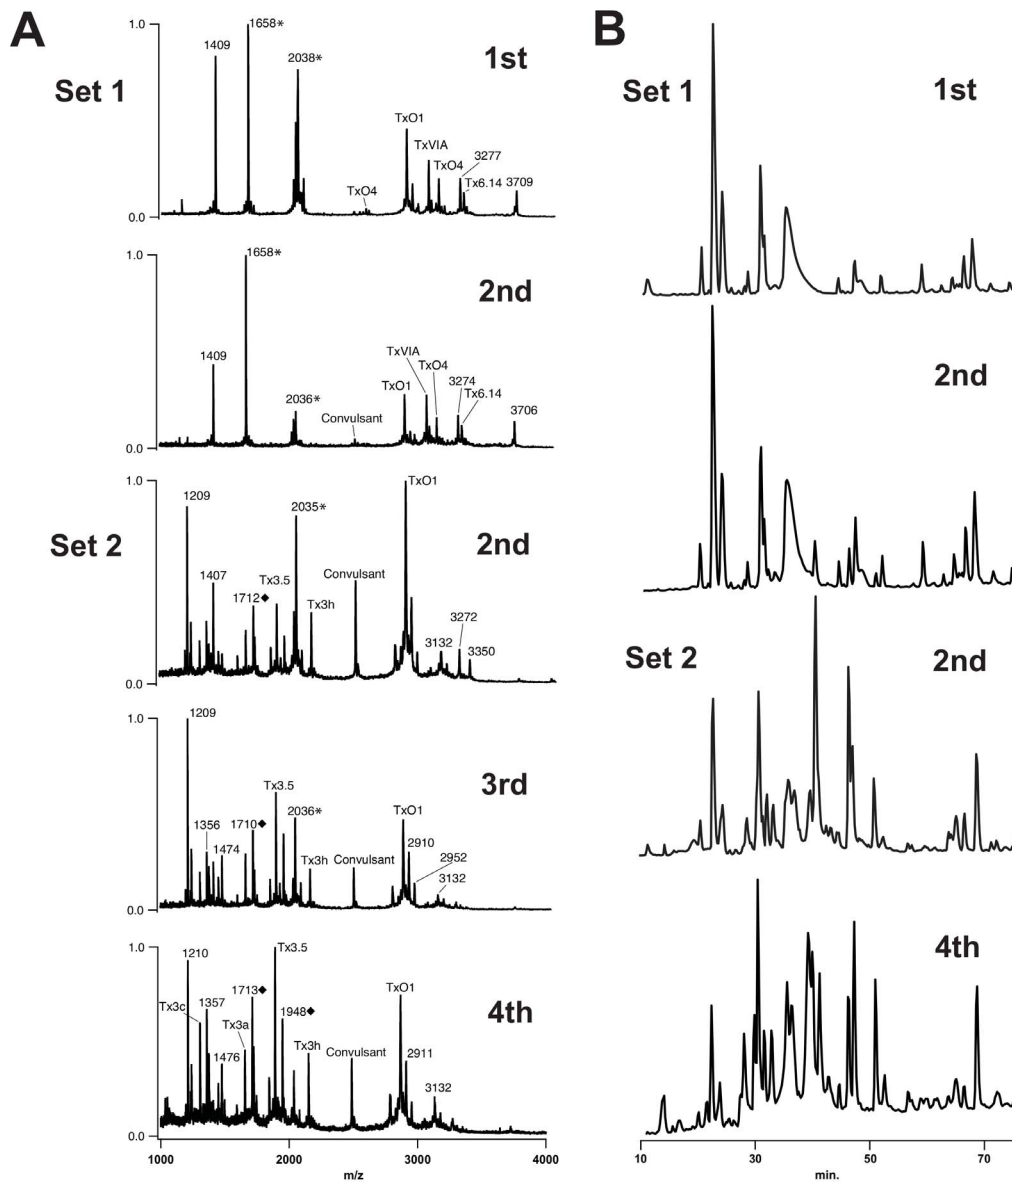 A
Set 1
1st
1.0
0.0
1409
1658*
2038*
TxO4
TxO1
TxVIA
TxO4
3277
Tx6.14
3709
2nd
1.0
0.0
1409
1658*
2036*
Convulsant
TxO1
TxVIA
TxO4
3274
Tx6.14
3706
Set 2
2nd
1.0
0.0
1209
1407
1712♦
Tx3.5
2035*
Tx3h
Convulsant
TxO1
3132
3272
3350
3rd
1.0
0.0
1209
1356
1474
1710♦
Tx3.5
2036*
Tx3h
Convulsant
TxO1
2910
2952
3132
4th
1.0
0.0
Tx3c
1210
1357
1476
Tx3a
1713♦
Tx3.5
1948♦
Tx3h
Convulsant
TxO1
2911
3132
1000 2000 3000 4000
m/z
B
Set 1
1st
2nd
Set 2
2nd
4th
10 30 50 70
min.